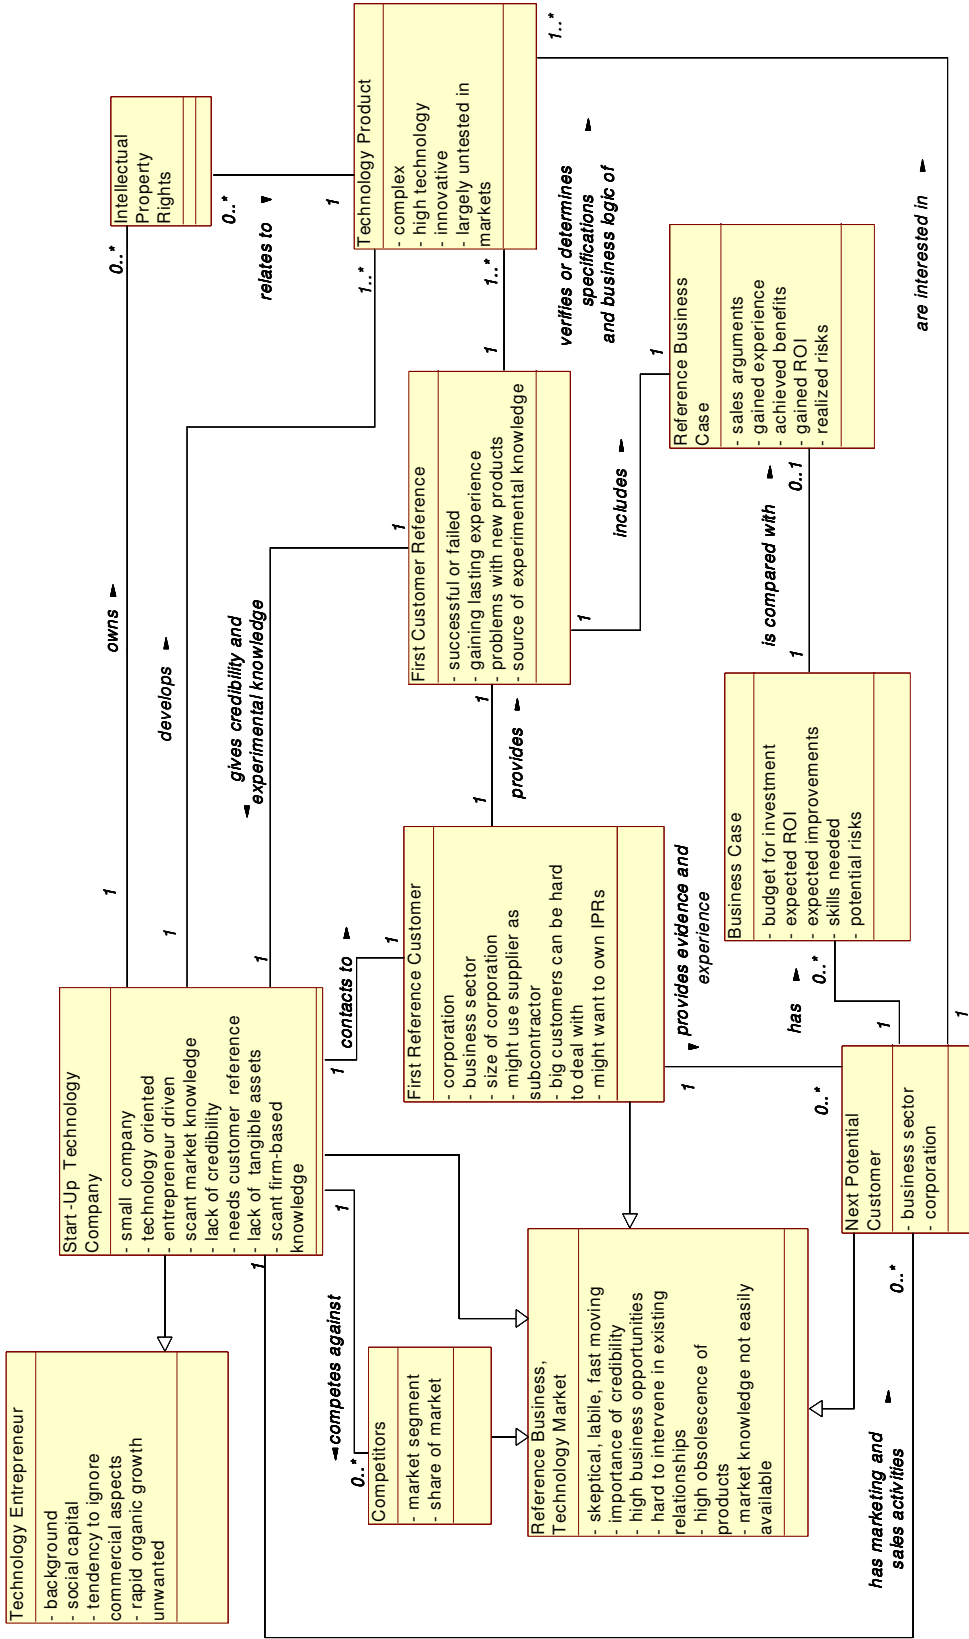 Technology Entrepreneur
- background
- social capital
- tendency to ignore
commercial aspects
- rapid organic growth
unwanted
Start-Up Technology
Company
- small company
- technology oriented
- entrepreneur driven
- scant market knowledge
- lack of credibility
- needs customer reference
- lack of tangible assets
- scant firm-based
knowledge
1
owns
0..*
Intellectual
Property
Rights
0..*
relates to
1
1
develops
1..*
Technology Product
- complex
- high technology
- innovative
- largely untested in
markets
1..*
1
gives credibility and
experimental knowledge
1
1
contacts to
1
1
competes against
0..*
Competitors
- market segment
- share of market
First Reference Customer
- corporation
- business sector
- size of corporation
- might use supplier as
subcontractor
- big customers can be hard
to deal with
- might want to own IPRs
1
provides
1
First Customer Reference
- successful or failed
- gaining lasting experience
- problems with new products
- source of experimental knowledge
1
1..*
verifies or determines
specifications
and business logic of
1
includes
1
Reference Business
Case
- sales arguments
- gained experience
- achieved benefits
- gained ROI
- realized risks
0..1
is compared with
1
Business Case
- budget for investment
- expected ROI
- expected improvements
- skills needed
- potential risks
0..*
has
1
Reference Business,
Technology Market
- skeptical, labile, fast moving
- importance of credibility
- high business opportunities
- hard to intervene in existing
relationships
- high obsolescence of
products
- market knowledge not easily
available
1
provides evidence and
experience
0..*
Next Potential
Customer
- business sector
- corporation
1
has marketing and
sales activities
0..*
1
are interested in
1..*